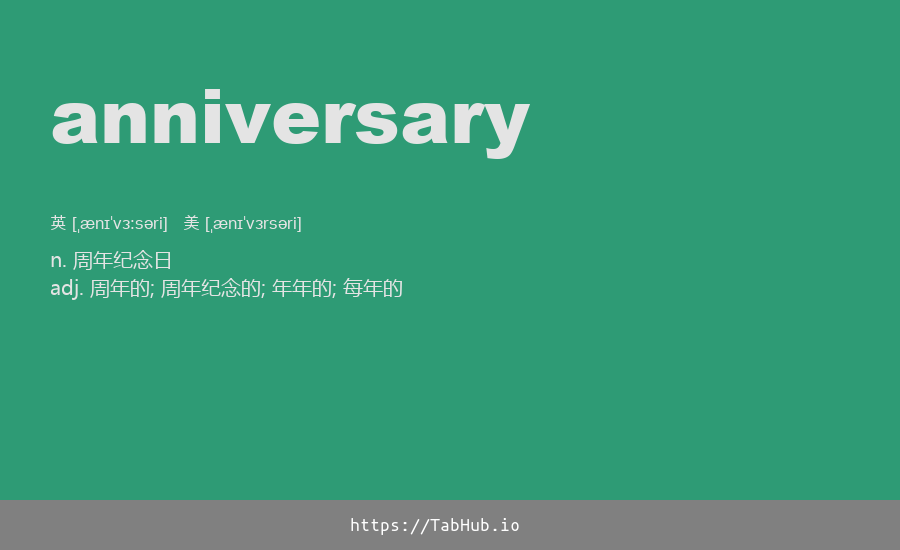 anniversary
英 [ˌænɪˈvɜːsəri] 美 [ˌænɪˈvɜrsəri]
n. 周年纪念日
adj. 周年的; 周年纪念的; 年年的; 每年的
https://TabHub.io